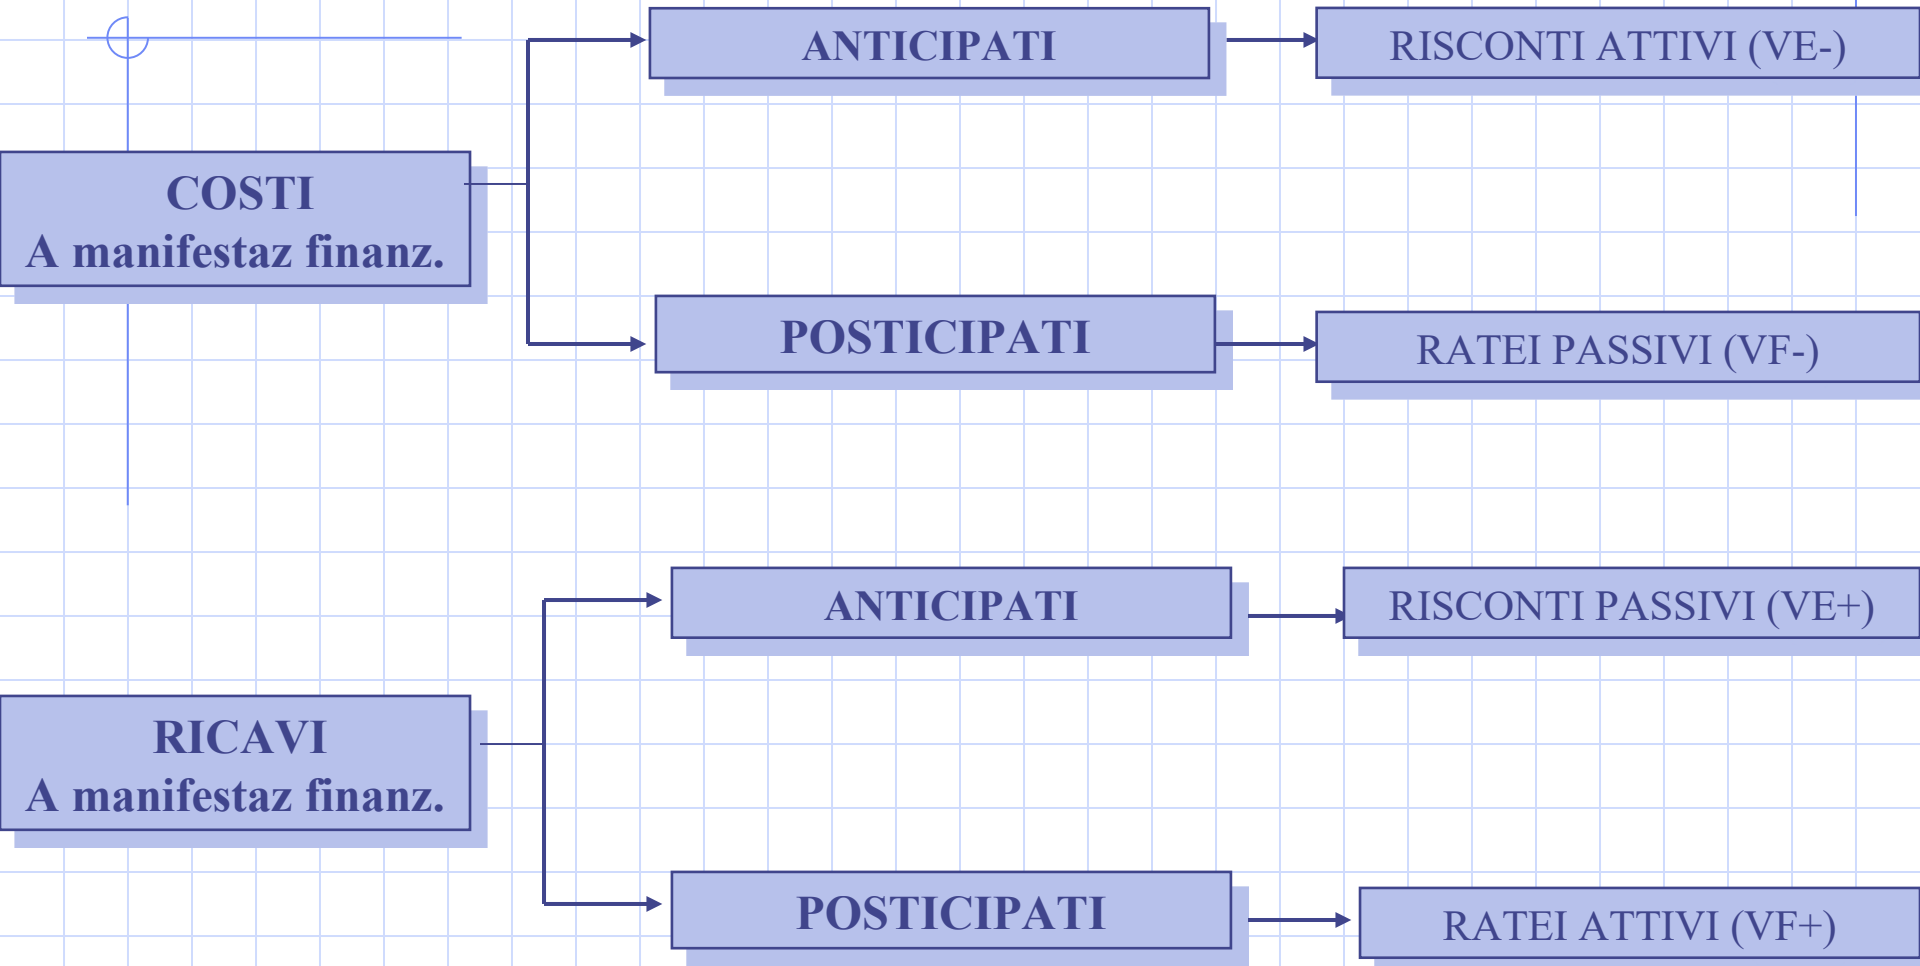 ANTICIPATI
RISCONTI ATTIVI (VE-)
COSTI
A manifestaz finanz.
POSTICIPATI
RATEI PASSIVI (VF-)
ANTICIPATI
RISCONTI PASSIVI (VE+)
RICAVI
A manifestaz finanz.
POSTICIPATI
RATEI ATTIVI (VF+)